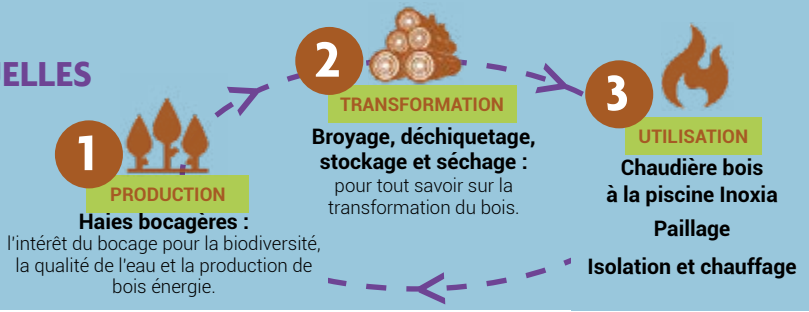 1
PRODUCTION
Haies bocagères :
l'intérêt du bocage pour la biodiversité,
la qualité de l'eau et la production de
bois énergie.
2
TRANSFORMATION
Broyage, déchiquetage,
stockage et séchage :
pour tout savoir sur la
transformation du bois.
3
UTILISATION
Chaudière bois
à la piscine Inoxia
Paillage
Isolation et chauffage